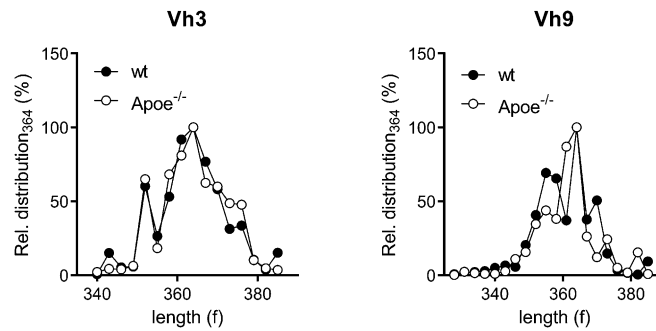 Vh3
150
100
50
0
Rel. distribution364 (%)
wt
Apoe-/-
340 360 380
length (f)
Vh9
150
100
50
0
Rel. distribution364 (%)
wt
Apoe-/-
340 360 380
length (f)